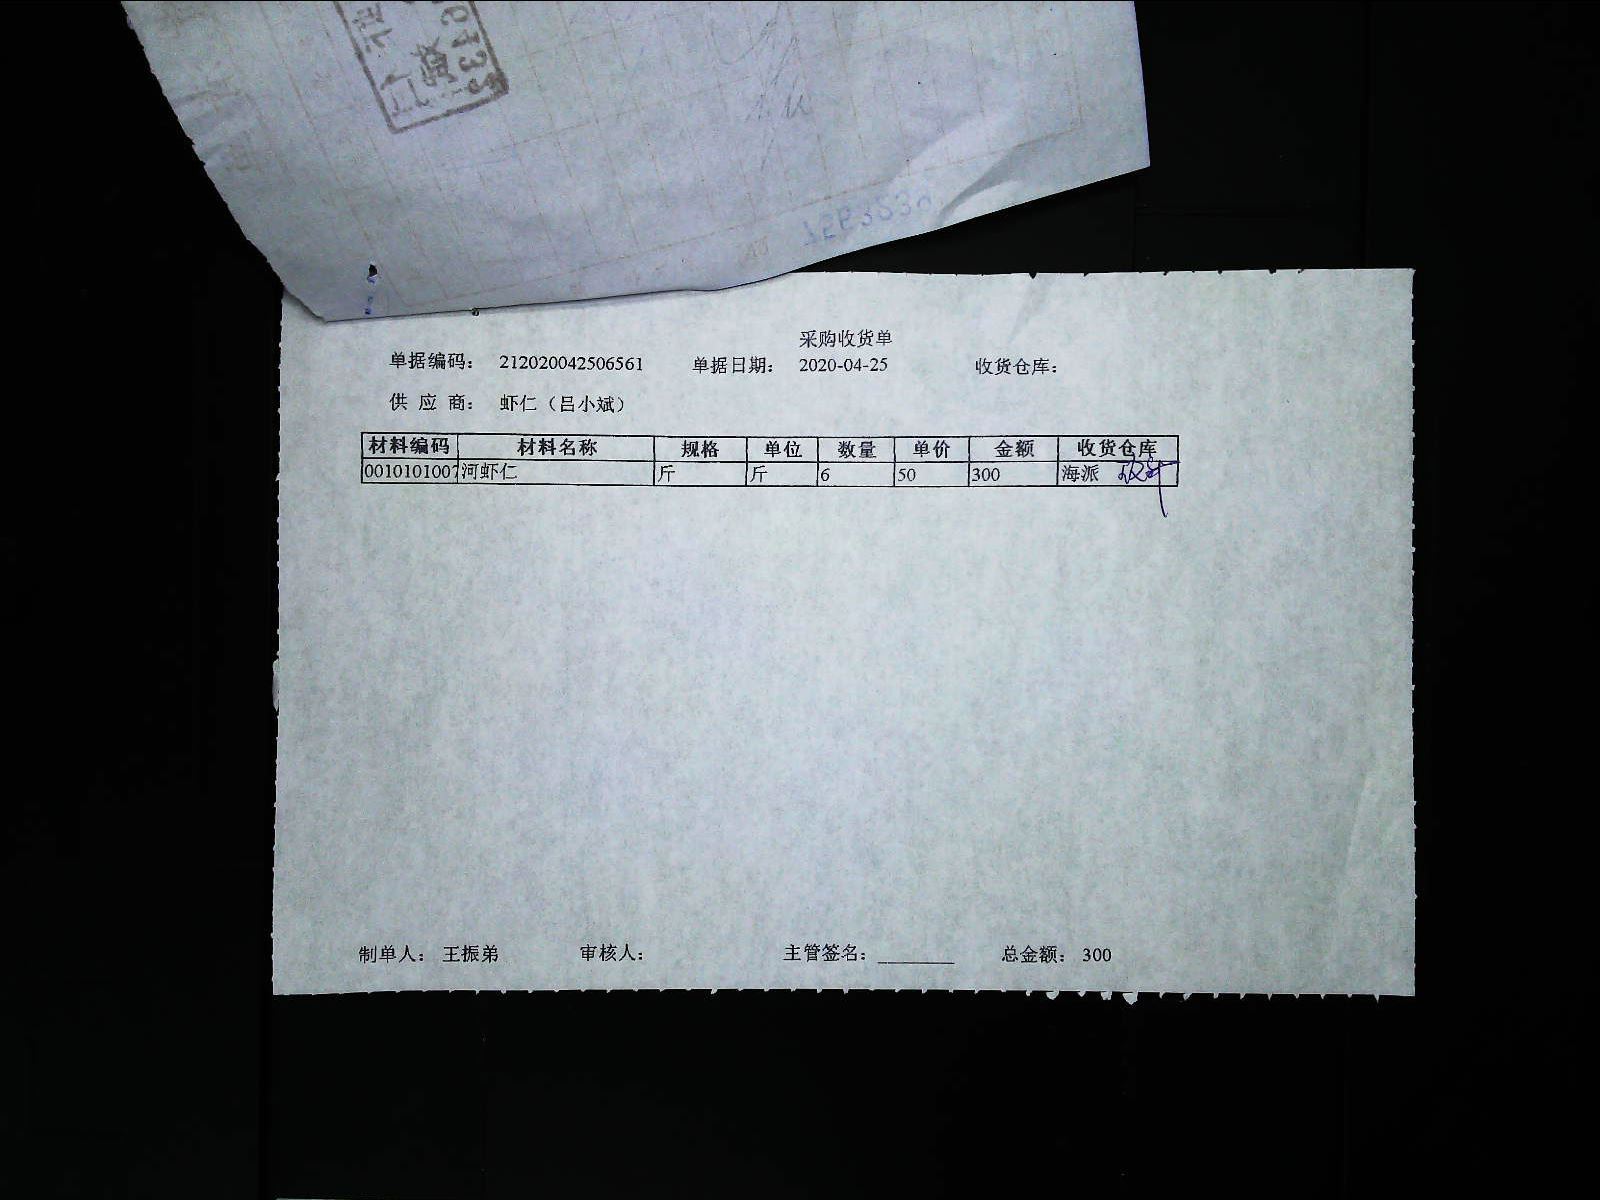 采购收货单
单据编码： 212020042506561 单据日期： 2020-04-25 收货仓库：
供 应 商： 虾仁（吕小斌）
材料编码 材料名称 规格 单位 数量 单价 金额 收货仓库
0010101007 河虾仁 斤 斤 6 50 300 海派
制单人： 王振弟 审核人： 主管签名：________ 总金额： 300